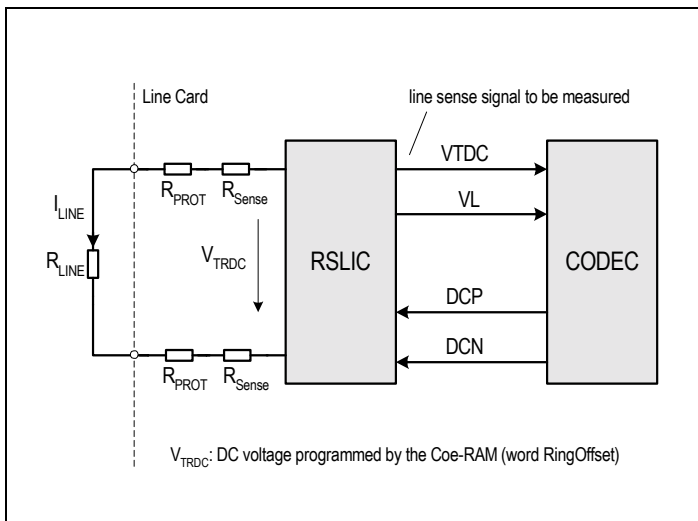 Line Card
line sense signal to be measured
VTDC
R_PROT R_Sense
VL
I_LINE
R_LINE
V_TRDC
RSLIC
CODEC
DCP
DCN
R_PROT R_Sense
V_TRDC: DC voltage programmed by the Coe-RAM (word RingOffset)